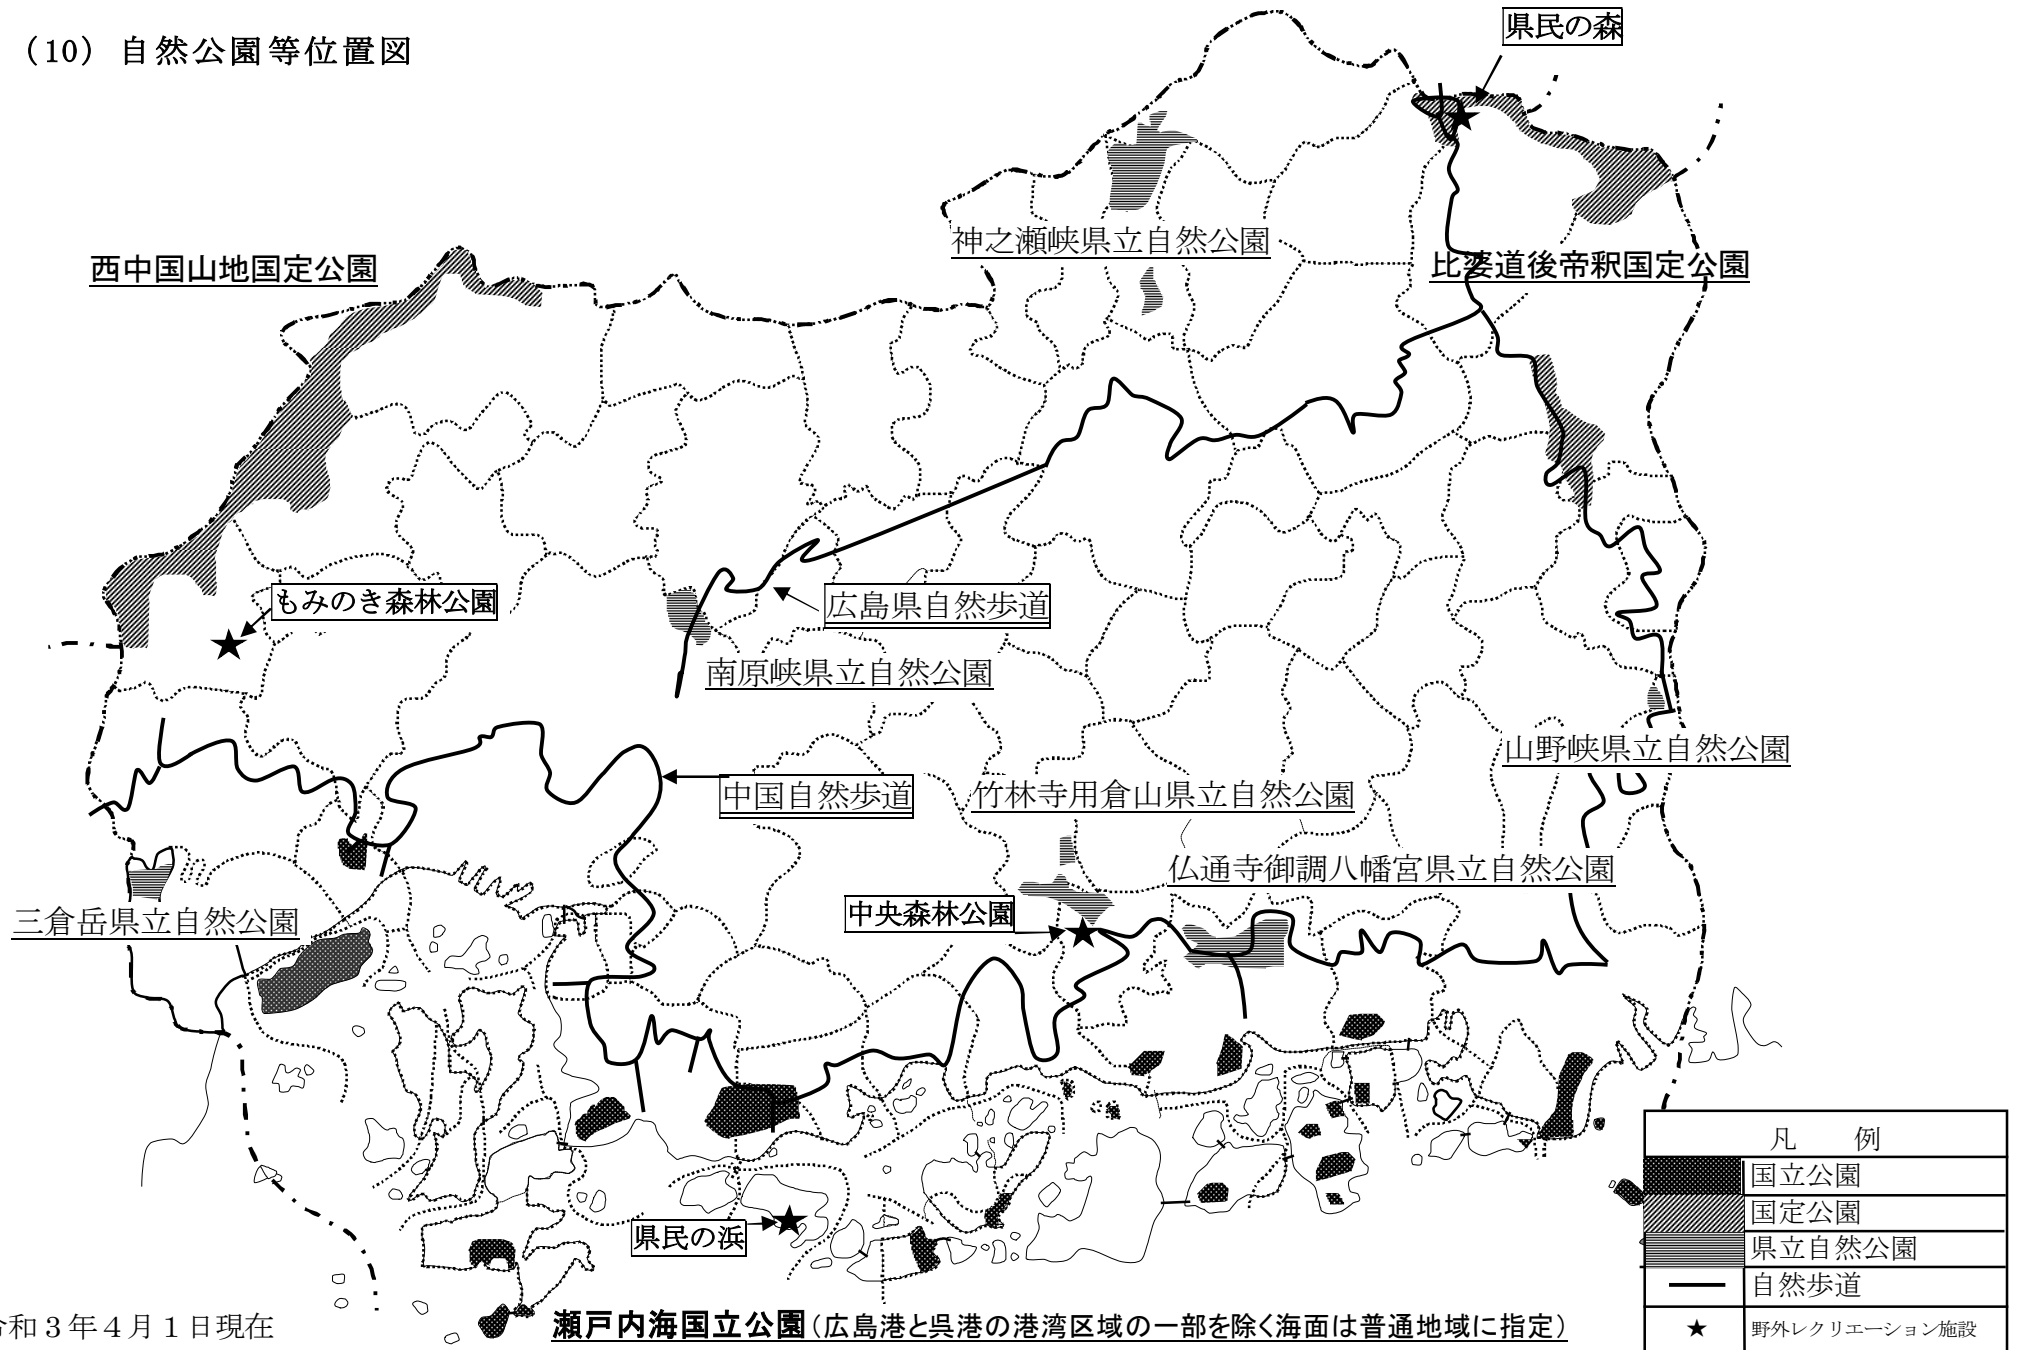 (10) 自然公園等位置図
県民の森
神之瀬峡県立自然公園
西中国山地国定公園
比婆道後帝釈国定公園
もみのき森林公園
広島県自然歩道
南原峡県立自然公園
山野峡県立自然公園
中国自然歩道
竹林寺用倉山県立自然公園
仏通寺御調八幡宮県立自然公園
三倉岳県立自然公園
中央森林公園
県民の浜
凡 例
国立公園
国定公園
県立自然公園
自然歩道
★ 野外レクリエーション施設
令和3年4月1日現在
瀬戸内海国立公園(広島港と呉港の港湾区域の一部を除く海面は普通地域に指定)